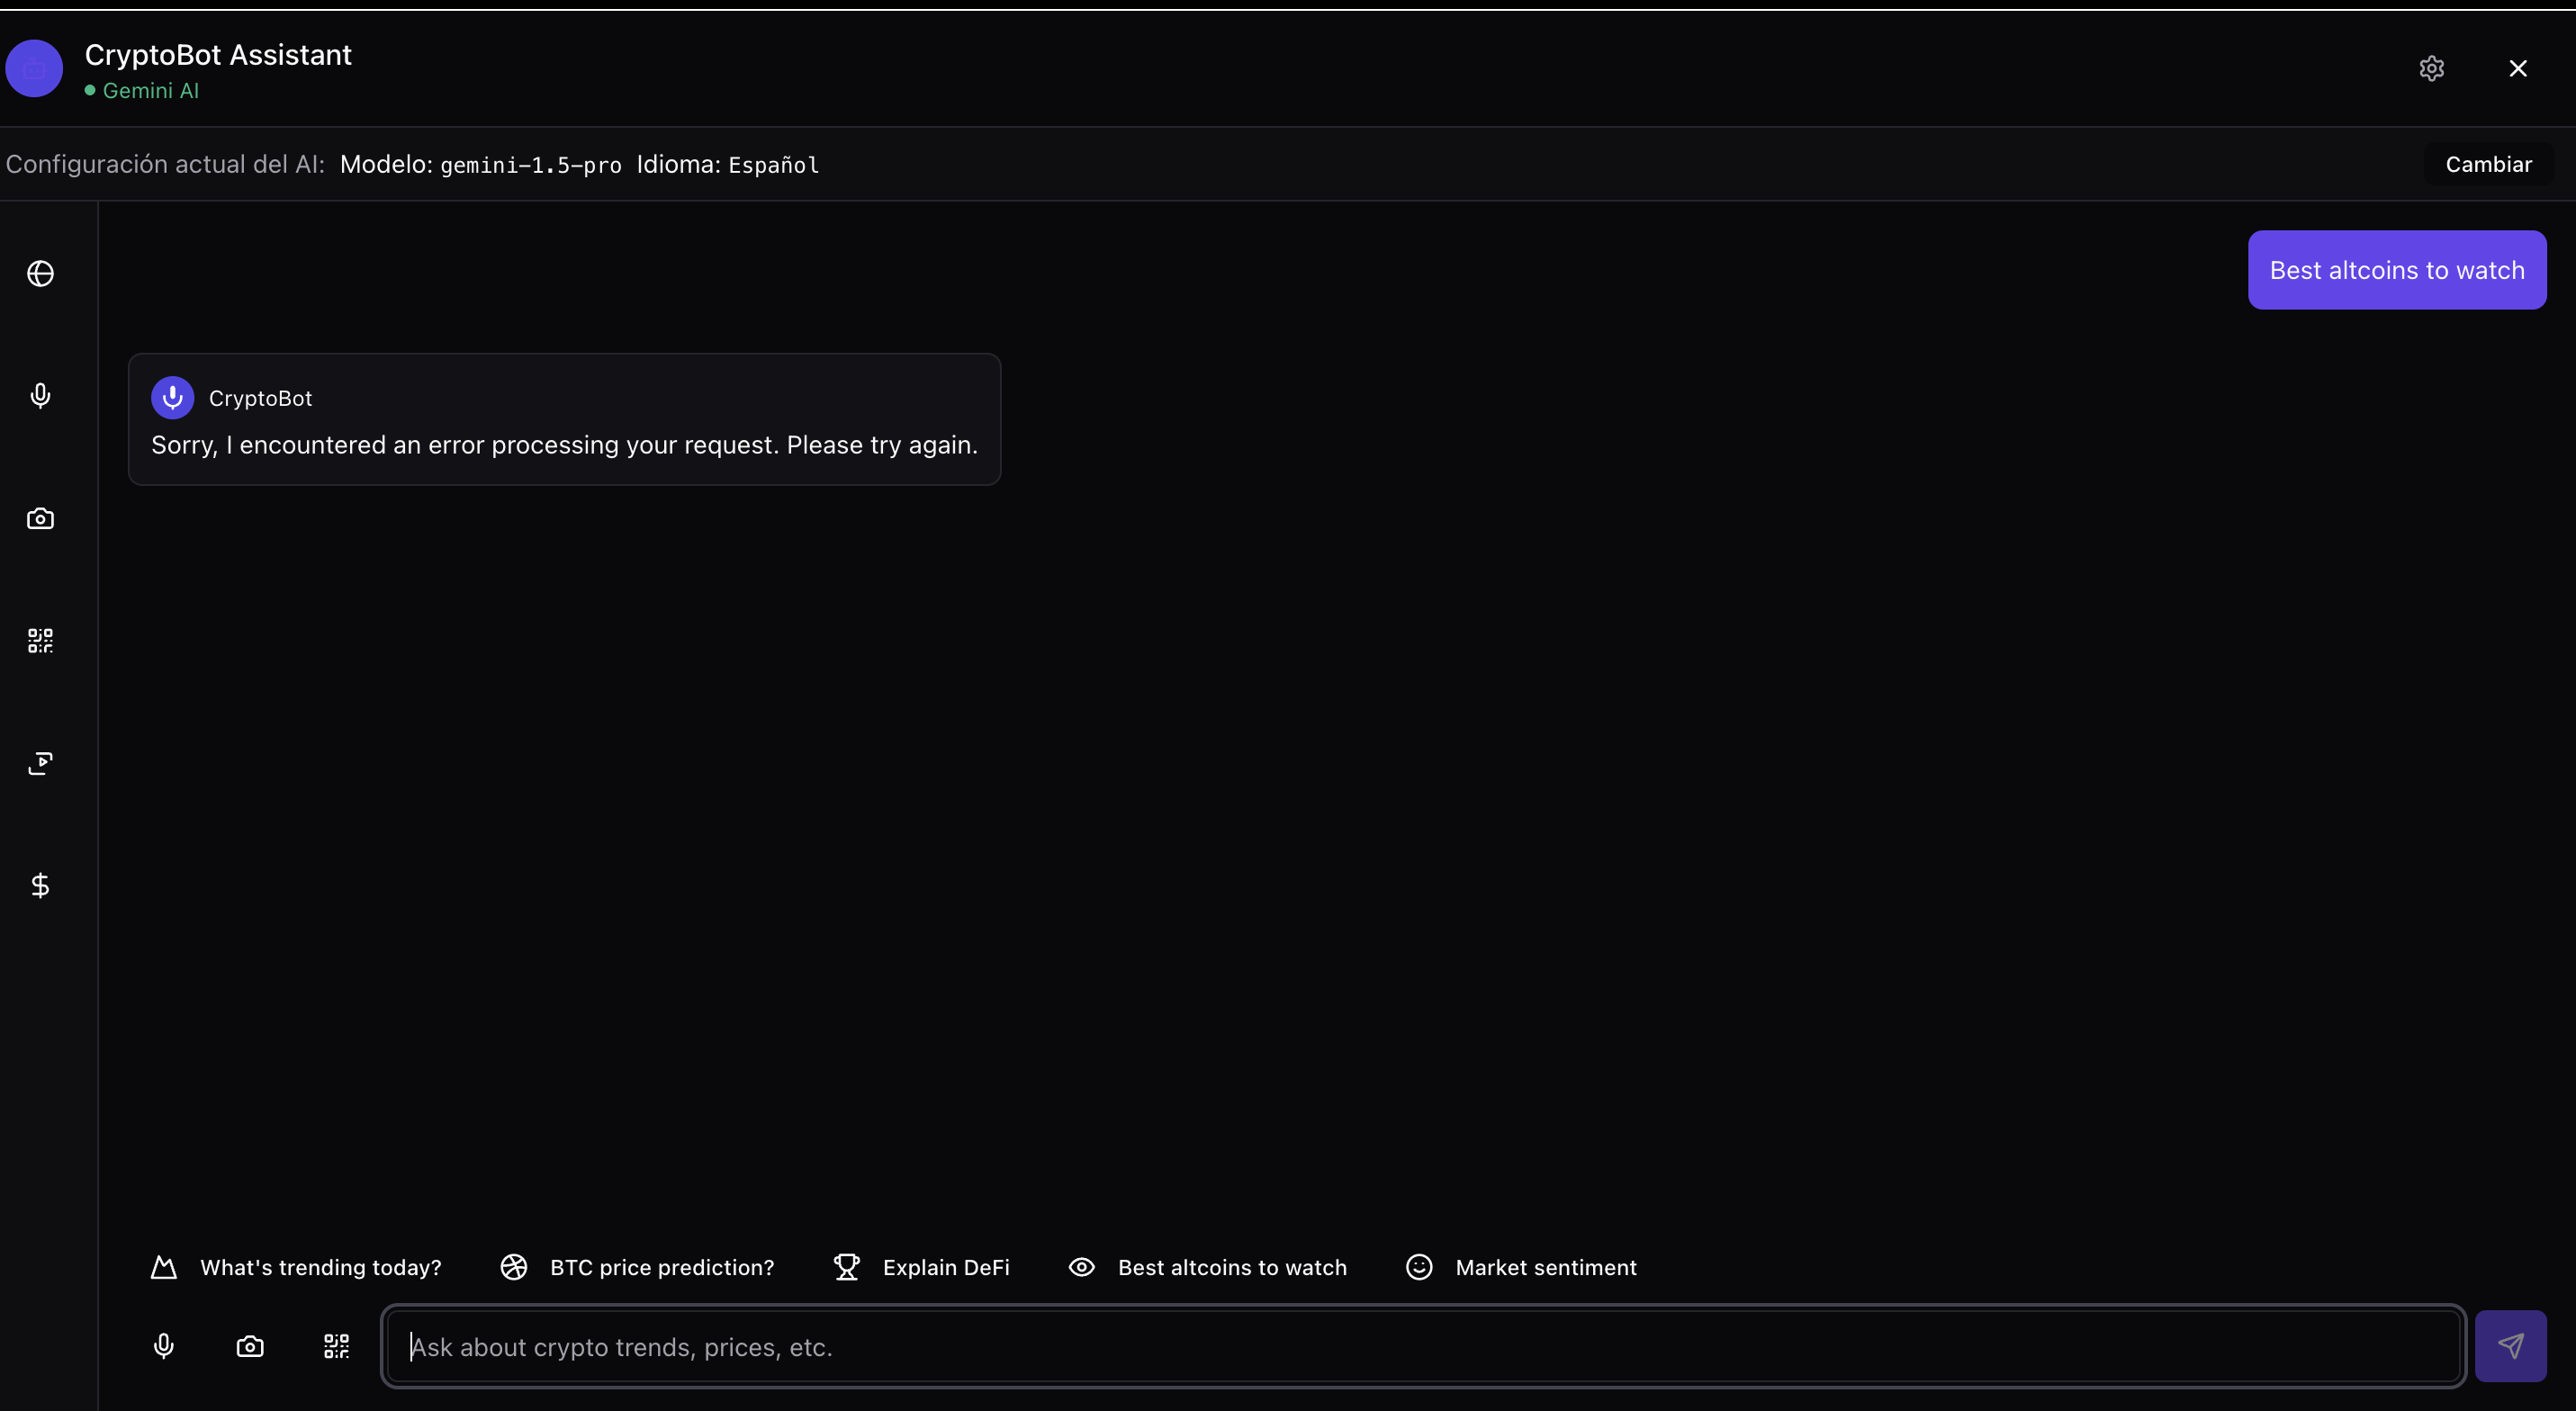 CryptoBot Assistant
Gemini AI
Configuración actual del AI: Modelo: gemini-1.5-pro Idioma: Español
Cambiar
Best altcoins to watch
CryptoBot
Sorry, I encountered an error processing your request. Please try again.
What's trending today? BTC price prediction? Explain DeFi Best altcoins to watch Market sentiment
Ask about crypto trends, prices, etc.